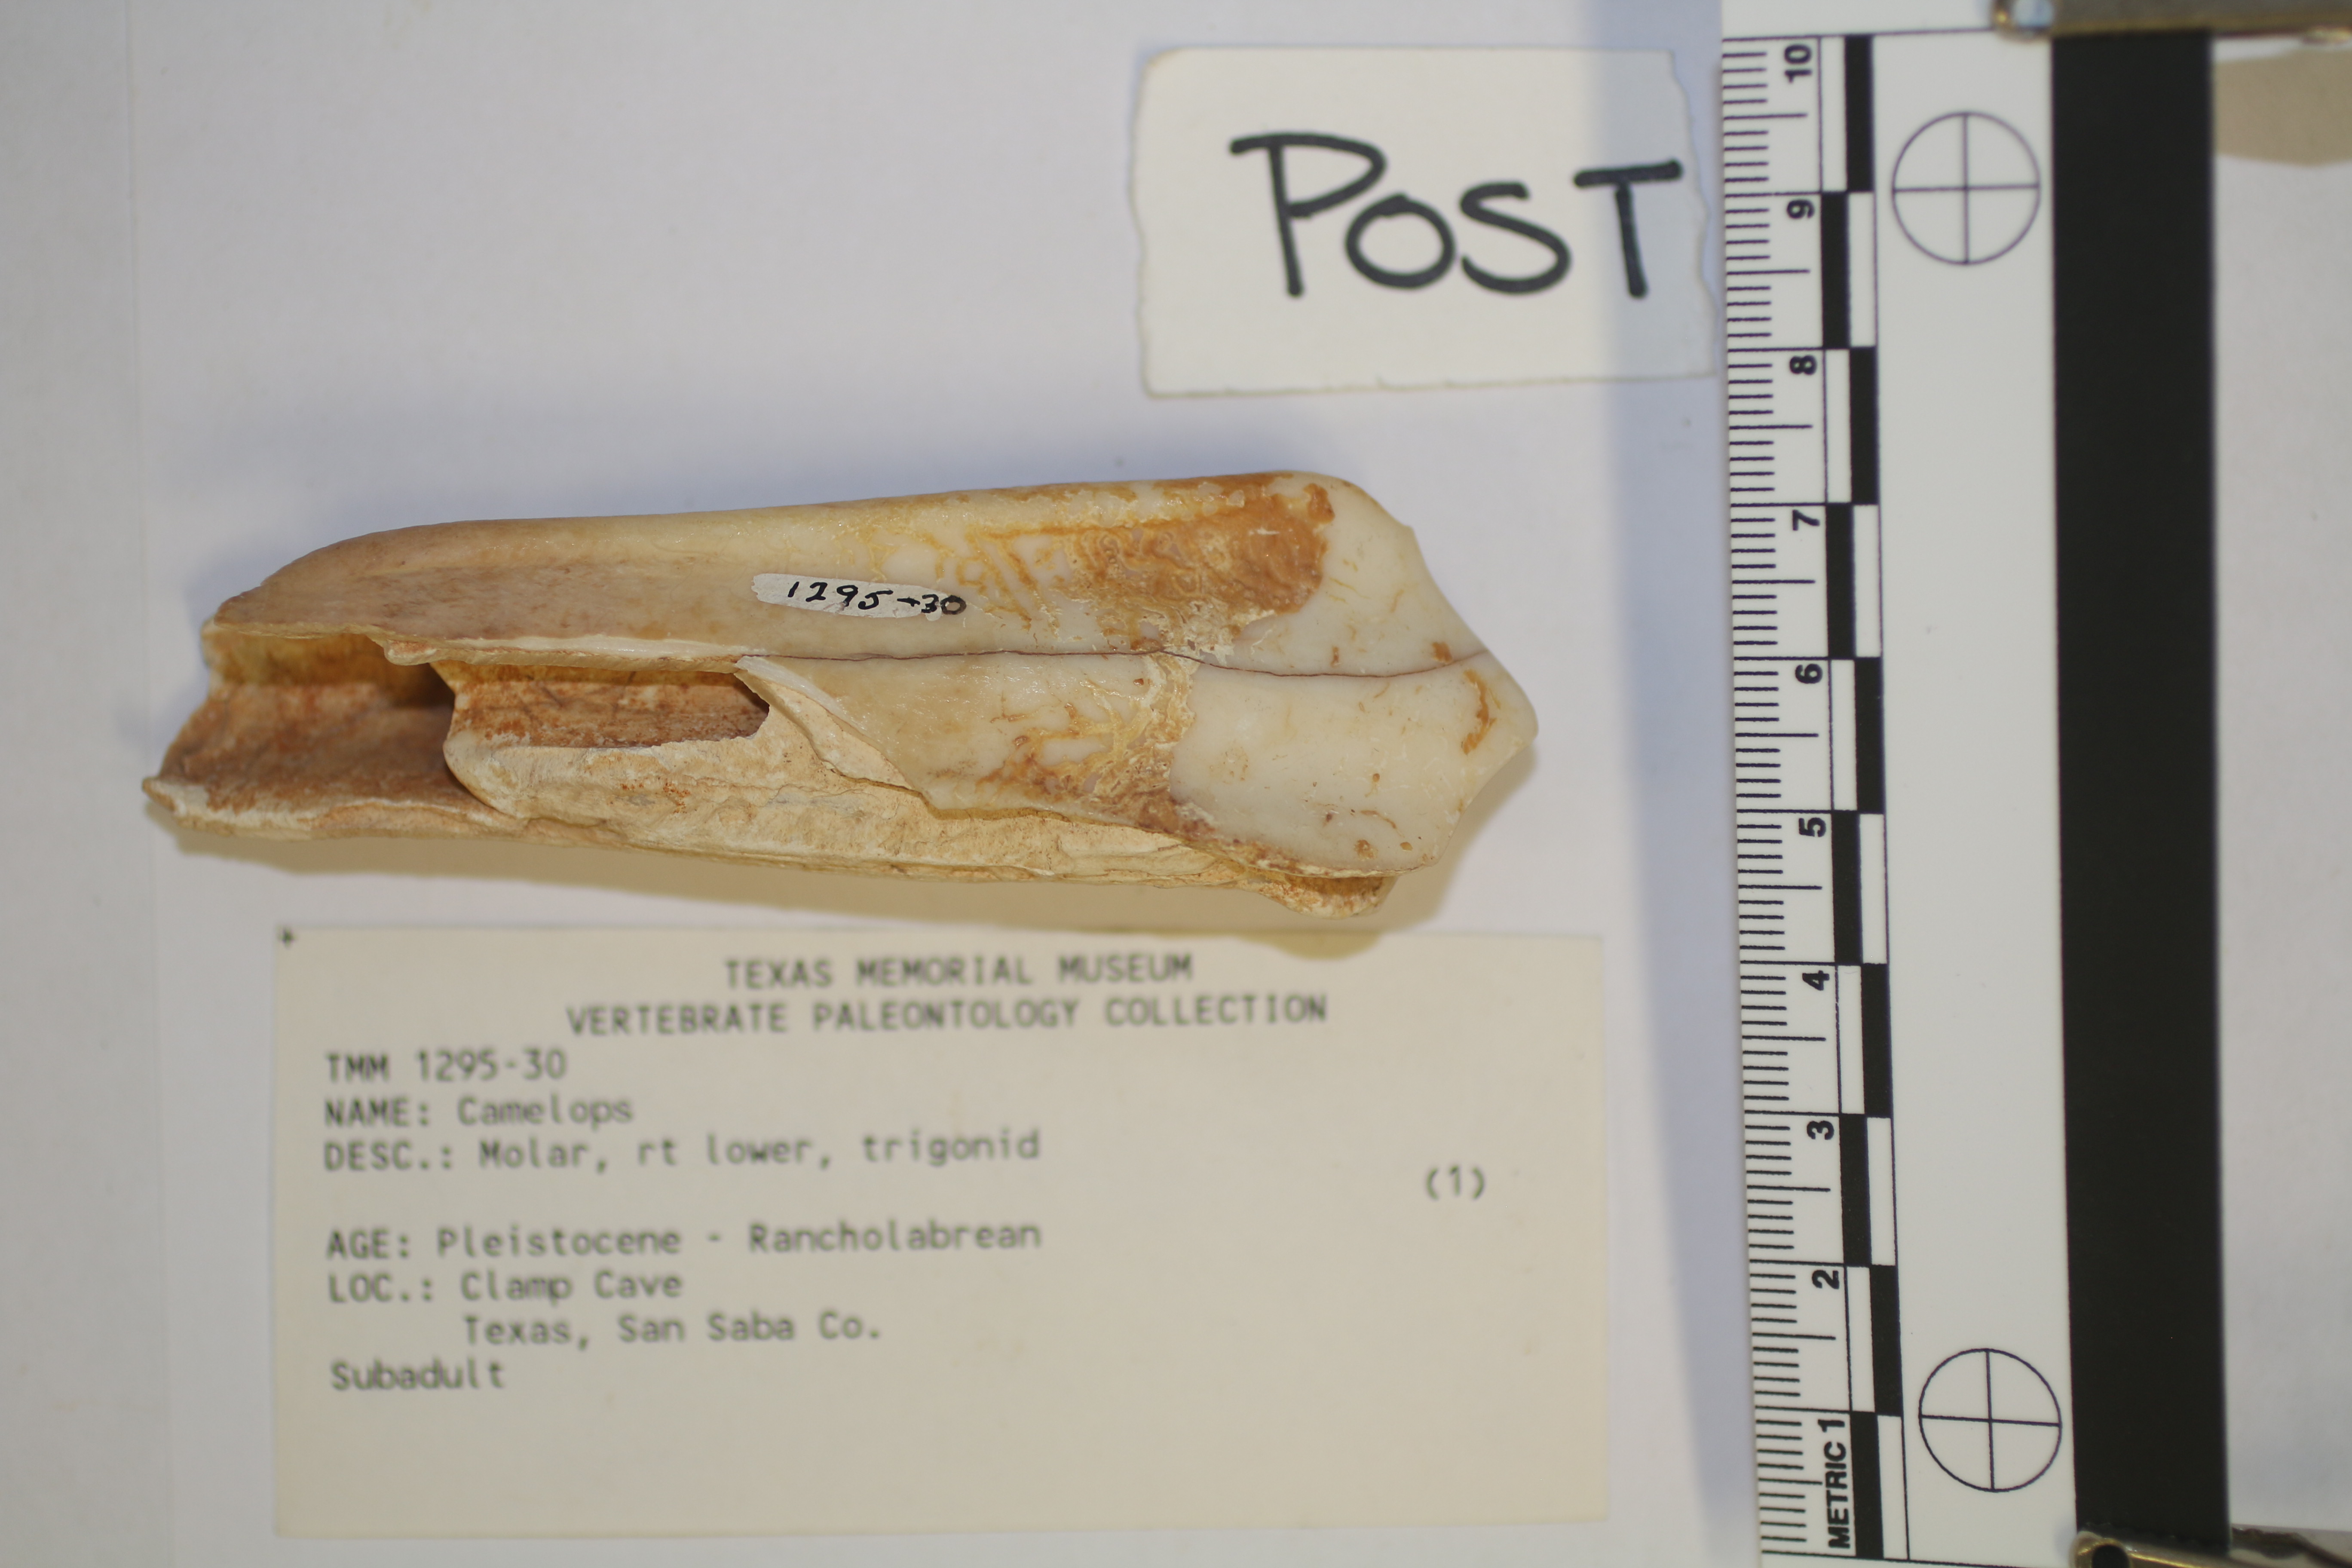 POST
1295-30
TEXAS MEMORIAL MUSEUM
VERTEBRATE PALEONTOLOGY COLLECTION
TMM 1295-30
NAME: Camelops
DESC.: Molar, rt lower, trigonid
(1)
AGE: Pleistocene - Rancholabrean
LOC.: Clamp Cave
Texas, San Saba Co.
Subadult
10
9
8
7
6
5
4
3
2
METRIC 1